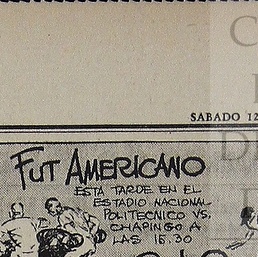 SABADO 12
FUT AMERICANO
ESTA TARDE EN EL
ESTADIO NACIONAL
POLITECNICO VS.
CHAPINGO A
LAS 15.30